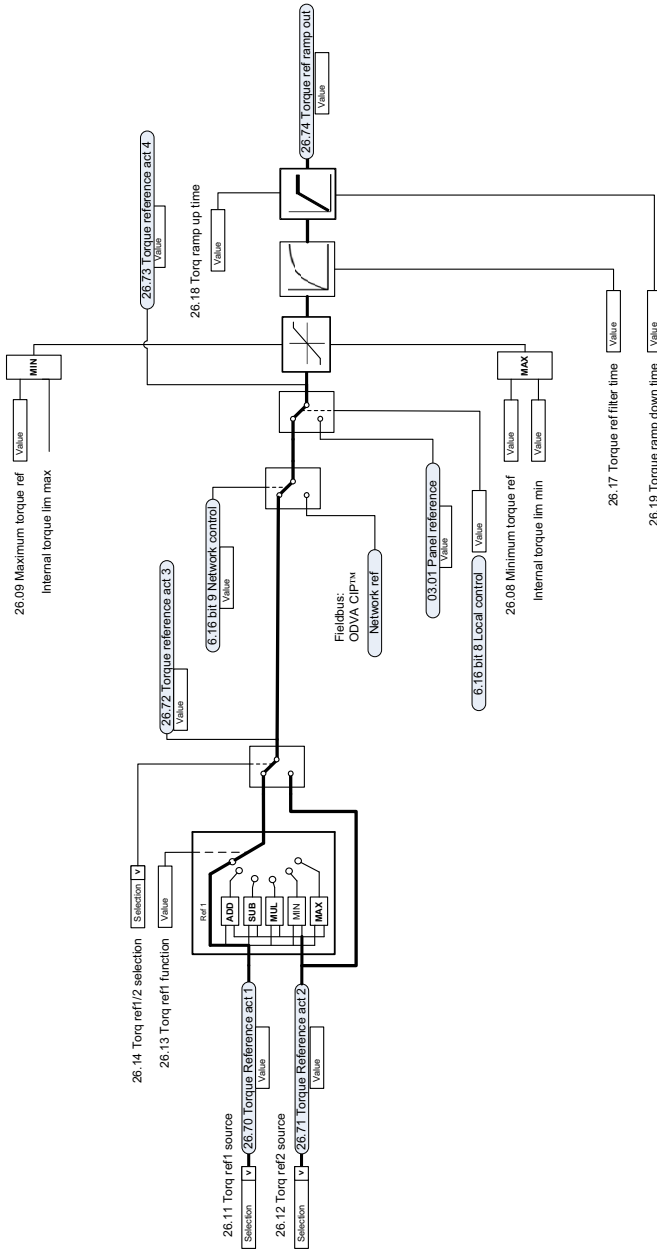 26.11 Torq ref1 source
Selection v
26.70 Torque Reference act 1
Value
26.12 Torq ref2 source
Selection v
26.71 Torque Reference act 2
Value
26.14 Torq ref1/2 selection
Selection v
26.13 Torq ref1 function
Value
Ref 1
ADD
SUB
MUL
MIN
MAX
26.72 Torque reference act 3
Value
6.16 bit 9 Network control
Value
Fieldbus:
ODVA CIP™
Network ref
03.01 Panel reference
Value
6.16 bit 8 Local control
Value
26.09 Maximum torque ref
Value
Internal torque lim max
MIN
26.73 Torque reference act 4
Value
26.08 Minimum torque ref
Value
Internal torque lim min
MAX
26.18 Torq ramp up time
Value
26.17 Torque ref filter time
Value
26.19 Torque ramp down time
Value
26.74 Torque ref ramp out
Value